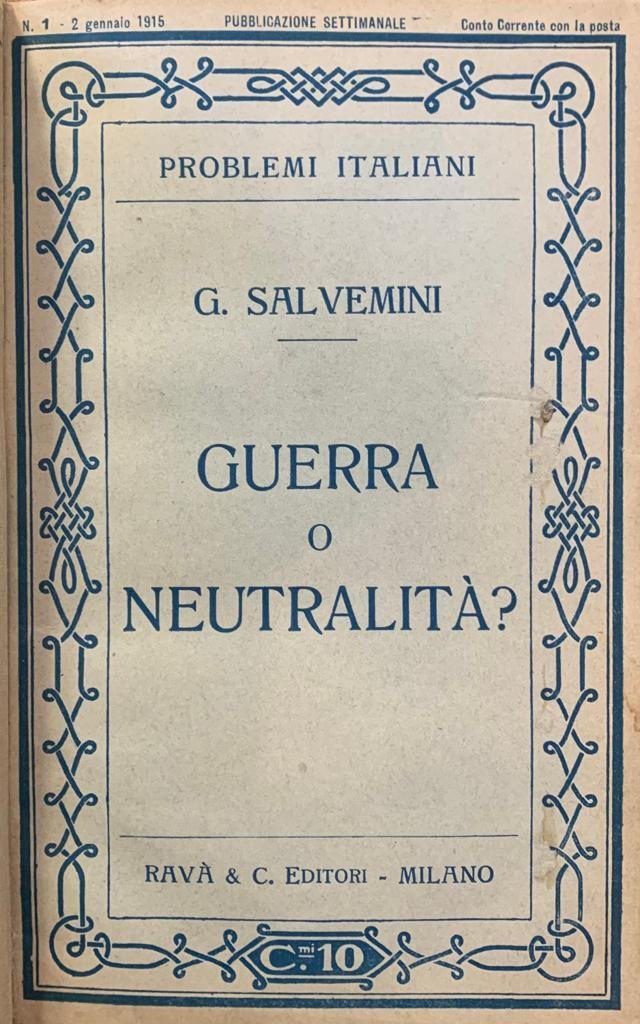 N. 1 - 2 gennaio 1915 PUBBLICAZIONE SETTIMANALE Conto Corrente con la posta
PROBLEMI ITALIANI
G. SALVEMINI
GUERRA
O
NEUTRALITÀ?
RAVÀ & C. EDITORI - MILANO
C.mi 10